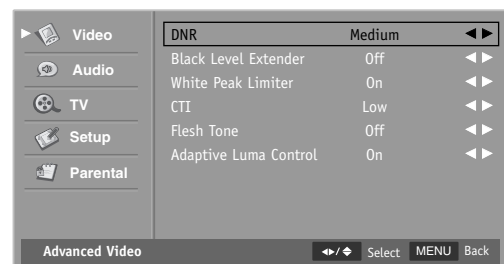 Video
Audio
TV
Setup
Parental
DNR Medium
Black Level Extender Off
White Peak Limiter On
CTI Low
Flesh Tone Off
Adaptive Luma Control On
Advanced Video / Select MENU Back